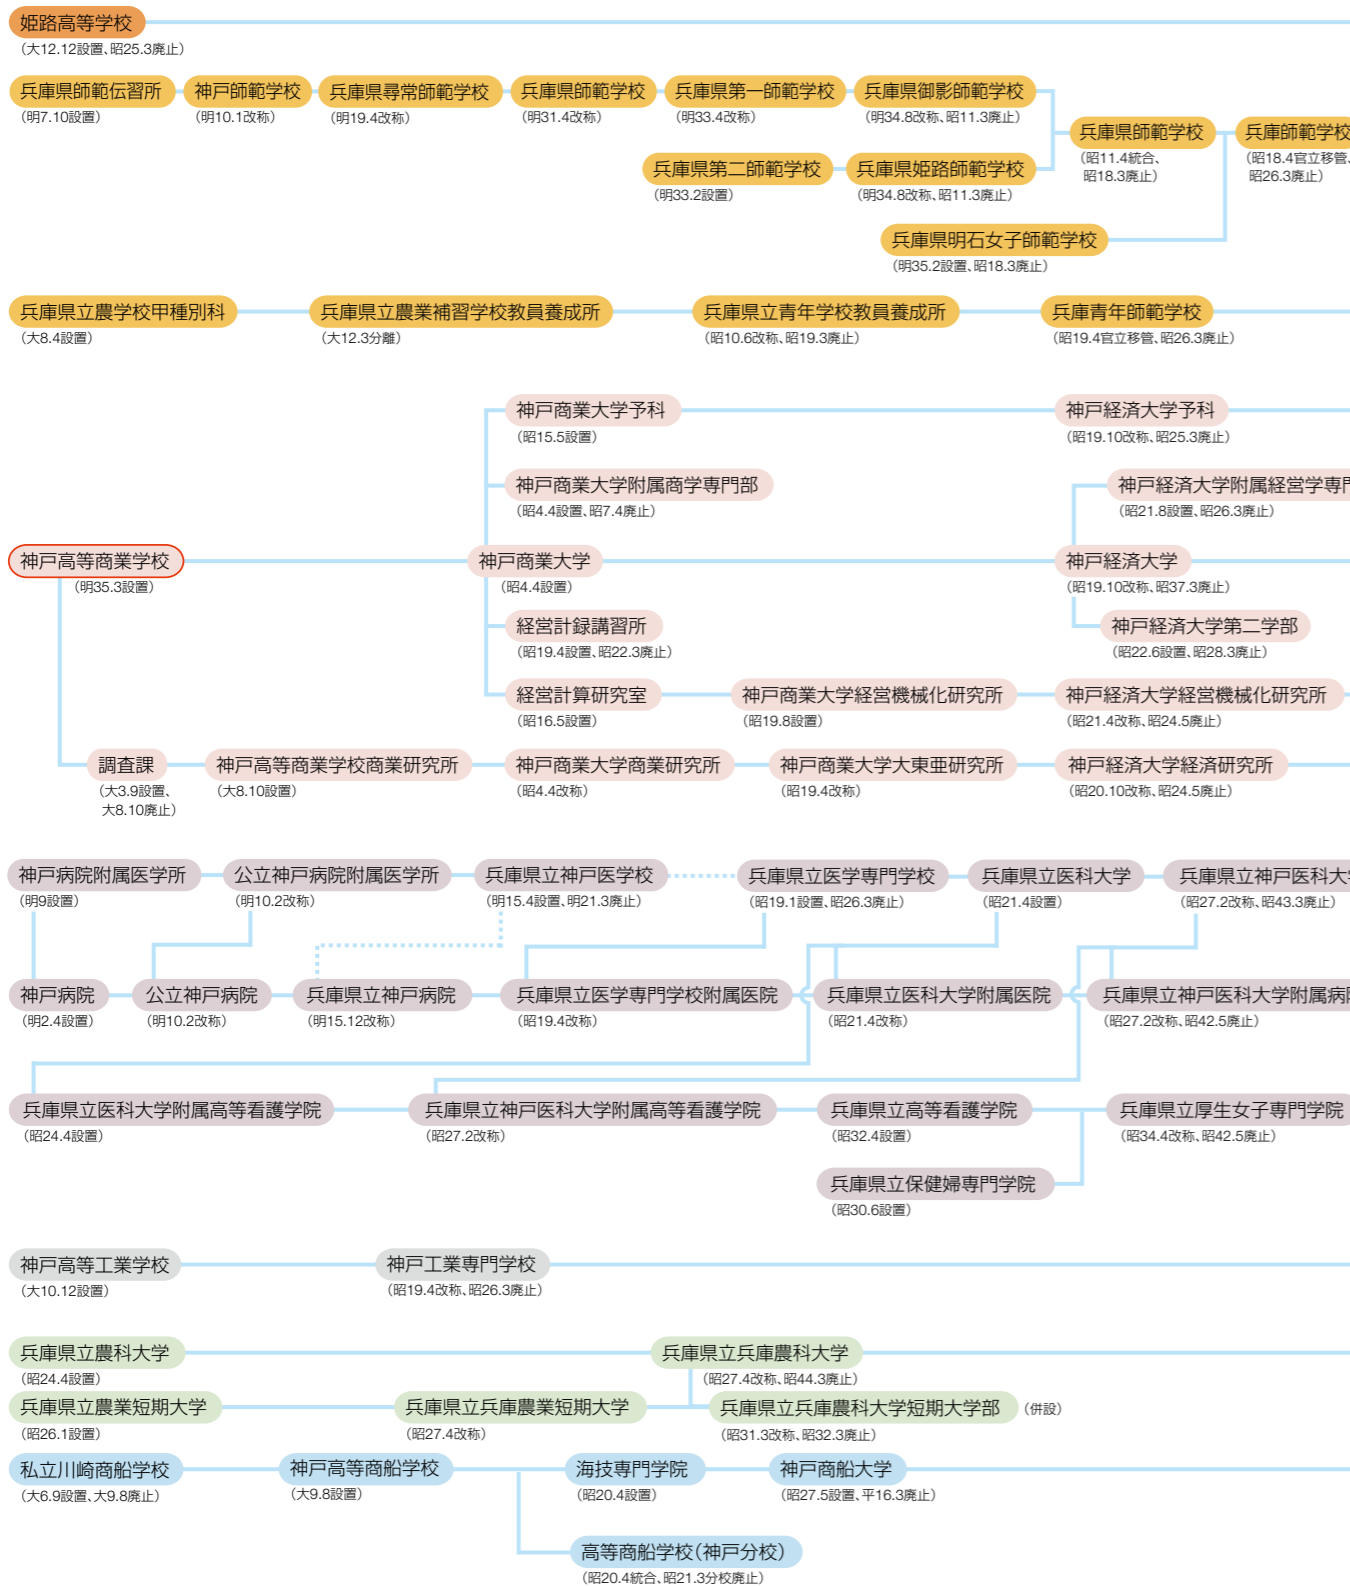 姫路高等学校
(大12.12設置、昭25.3廃止)
兵庫県師範伝習所
(明7.10設置)
神戸師範学校
(明10.1改称)
兵庫県尋常師範学校
(明19.4改称)
兵庫県師範学校
(明31.4改称)
兵庫県第一師範学校
(明33.4改称)
兵庫県御影師範学校
(明34.8改称、昭11.3廃止)
兵庫県師範学校
(昭11.4統合、
昭18.3廃止)
兵庫師範学校
(昭18.4官立移管、
昭26.3廃止)
兵庫県第二師範学校
(明33.2設置)
兵庫県姫路師範学校
(明34.8改称、昭11.3廃止)
兵庫県明石女子師範学校
(明35.2設置、昭18.3廃止)
兵庫県立農学校甲種別科
(大8.4設置)
兵庫県立農業補習学校教員養成所
(大12.3分離)
兵庫県立青年学校教員養成所
(昭10.6改称、昭19.3廃止)
兵庫青年師範学校
(昭19.4官立移管、昭26.3廃止)
神戸商業大学予科
(昭15.5設置)
神戸経済大学予科
(昭19.10改称、昭25.3廃止)
神戸商業大学附属商学専門部
(昭4.4設置、昭7.4廃止)
神戸経済大学附属経営学専門
(昭21.8設置、昭26.3廃止)
神戸高等商業学校
(明35.3設置)
神戸商業大学
(昭4.4設置)
神戸経済大学
(昭19.10改称、昭37.3廃止)
経営計録講習所
(昭19.4設置、昭22.3廃止)
神戸経済大学第二学部
(昭22.6設置、昭28.3廃止)
経営計算研究室
(昭16.5設置)
神戸商業大学経営機械化研究所
(昭19.8設置)
神戸経済大学経営機械化研究所
(昭21.4改称、昭24.5廃止)
調査課
(大3.9設置、
大8.10廃止)
神戸高等商業学校商業研究所
(大8.10設置)
神戸商業大学商業研究所
(昭4.4改称)
神戸商業大学大東亜研究所
(昭19.4改称)
神戸経済大学経済研究所
(昭20.10改称、昭24.5廃止)
神戸病院附属医学所
(明9設置)
公立神戸病院附属医学所
(明10.2改称)
兵庫県立神戸医学校
(明15.4設置、明21.3廃止)
兵庫県立医学専門学校
(昭19.1設置、昭26.3廃止)
兵庫県立医科大学
(昭21.4設置)
兵庫県立神戸医科大学
(昭27.2改称、昭43.3廃止)
神戸病院
(明2.4設置)
公立神戸病院
(明10.2改称)
兵庫県立神戸病院
(明15.12改称)
兵庫県立医学専門学校附属医院
(昭19.4改称)
兵庫県立医科大学附属医院
(昭21.4改称)
兵庫県立神戸医科大学附属病院
(昭27.2改称、昭42.5廃止)
兵庫県立医科大学附属高等看護学院
(昭24.4設置)
兵庫県立神戸医科大学附属高等看護学院
(昭27.2改称)
兵庫県立高等看護学院
(昭32.4設置)
兵庫県立厚生女子専門学院
(昭34.4改称、昭42.5廃止)
兵庫県立保健婦専門学院
(昭30.6設置)
神戸高等工業学校
(大10.12設置)
神戸工業専門学校
(昭19.4改称、昭26.3廃止)
兵庫県立農科大学
(昭24.4設置)
兵庫県立兵庫農科大学
(昭27.4改称、昭44.3廃止)
兵庫県立農業短期大学
(昭26.1設置)
兵庫県立兵庫農業短期大学
(昭27.4改称)
兵庫県立兵庫農科大学短期大学部 (併設)
(昭31.3改称、昭32.3廃止)
私立川崎商船学校
(大6.9設置、大9.8廃止)
神戸高等商船学校
(大9.8設置)
海技専門学院
(昭20.4設置)
神戸商船大学
(昭27.5設置、平16.3廃止)
高等商船学校(神戸分校)
(昭20.4統合、昭21.3分校廃止)